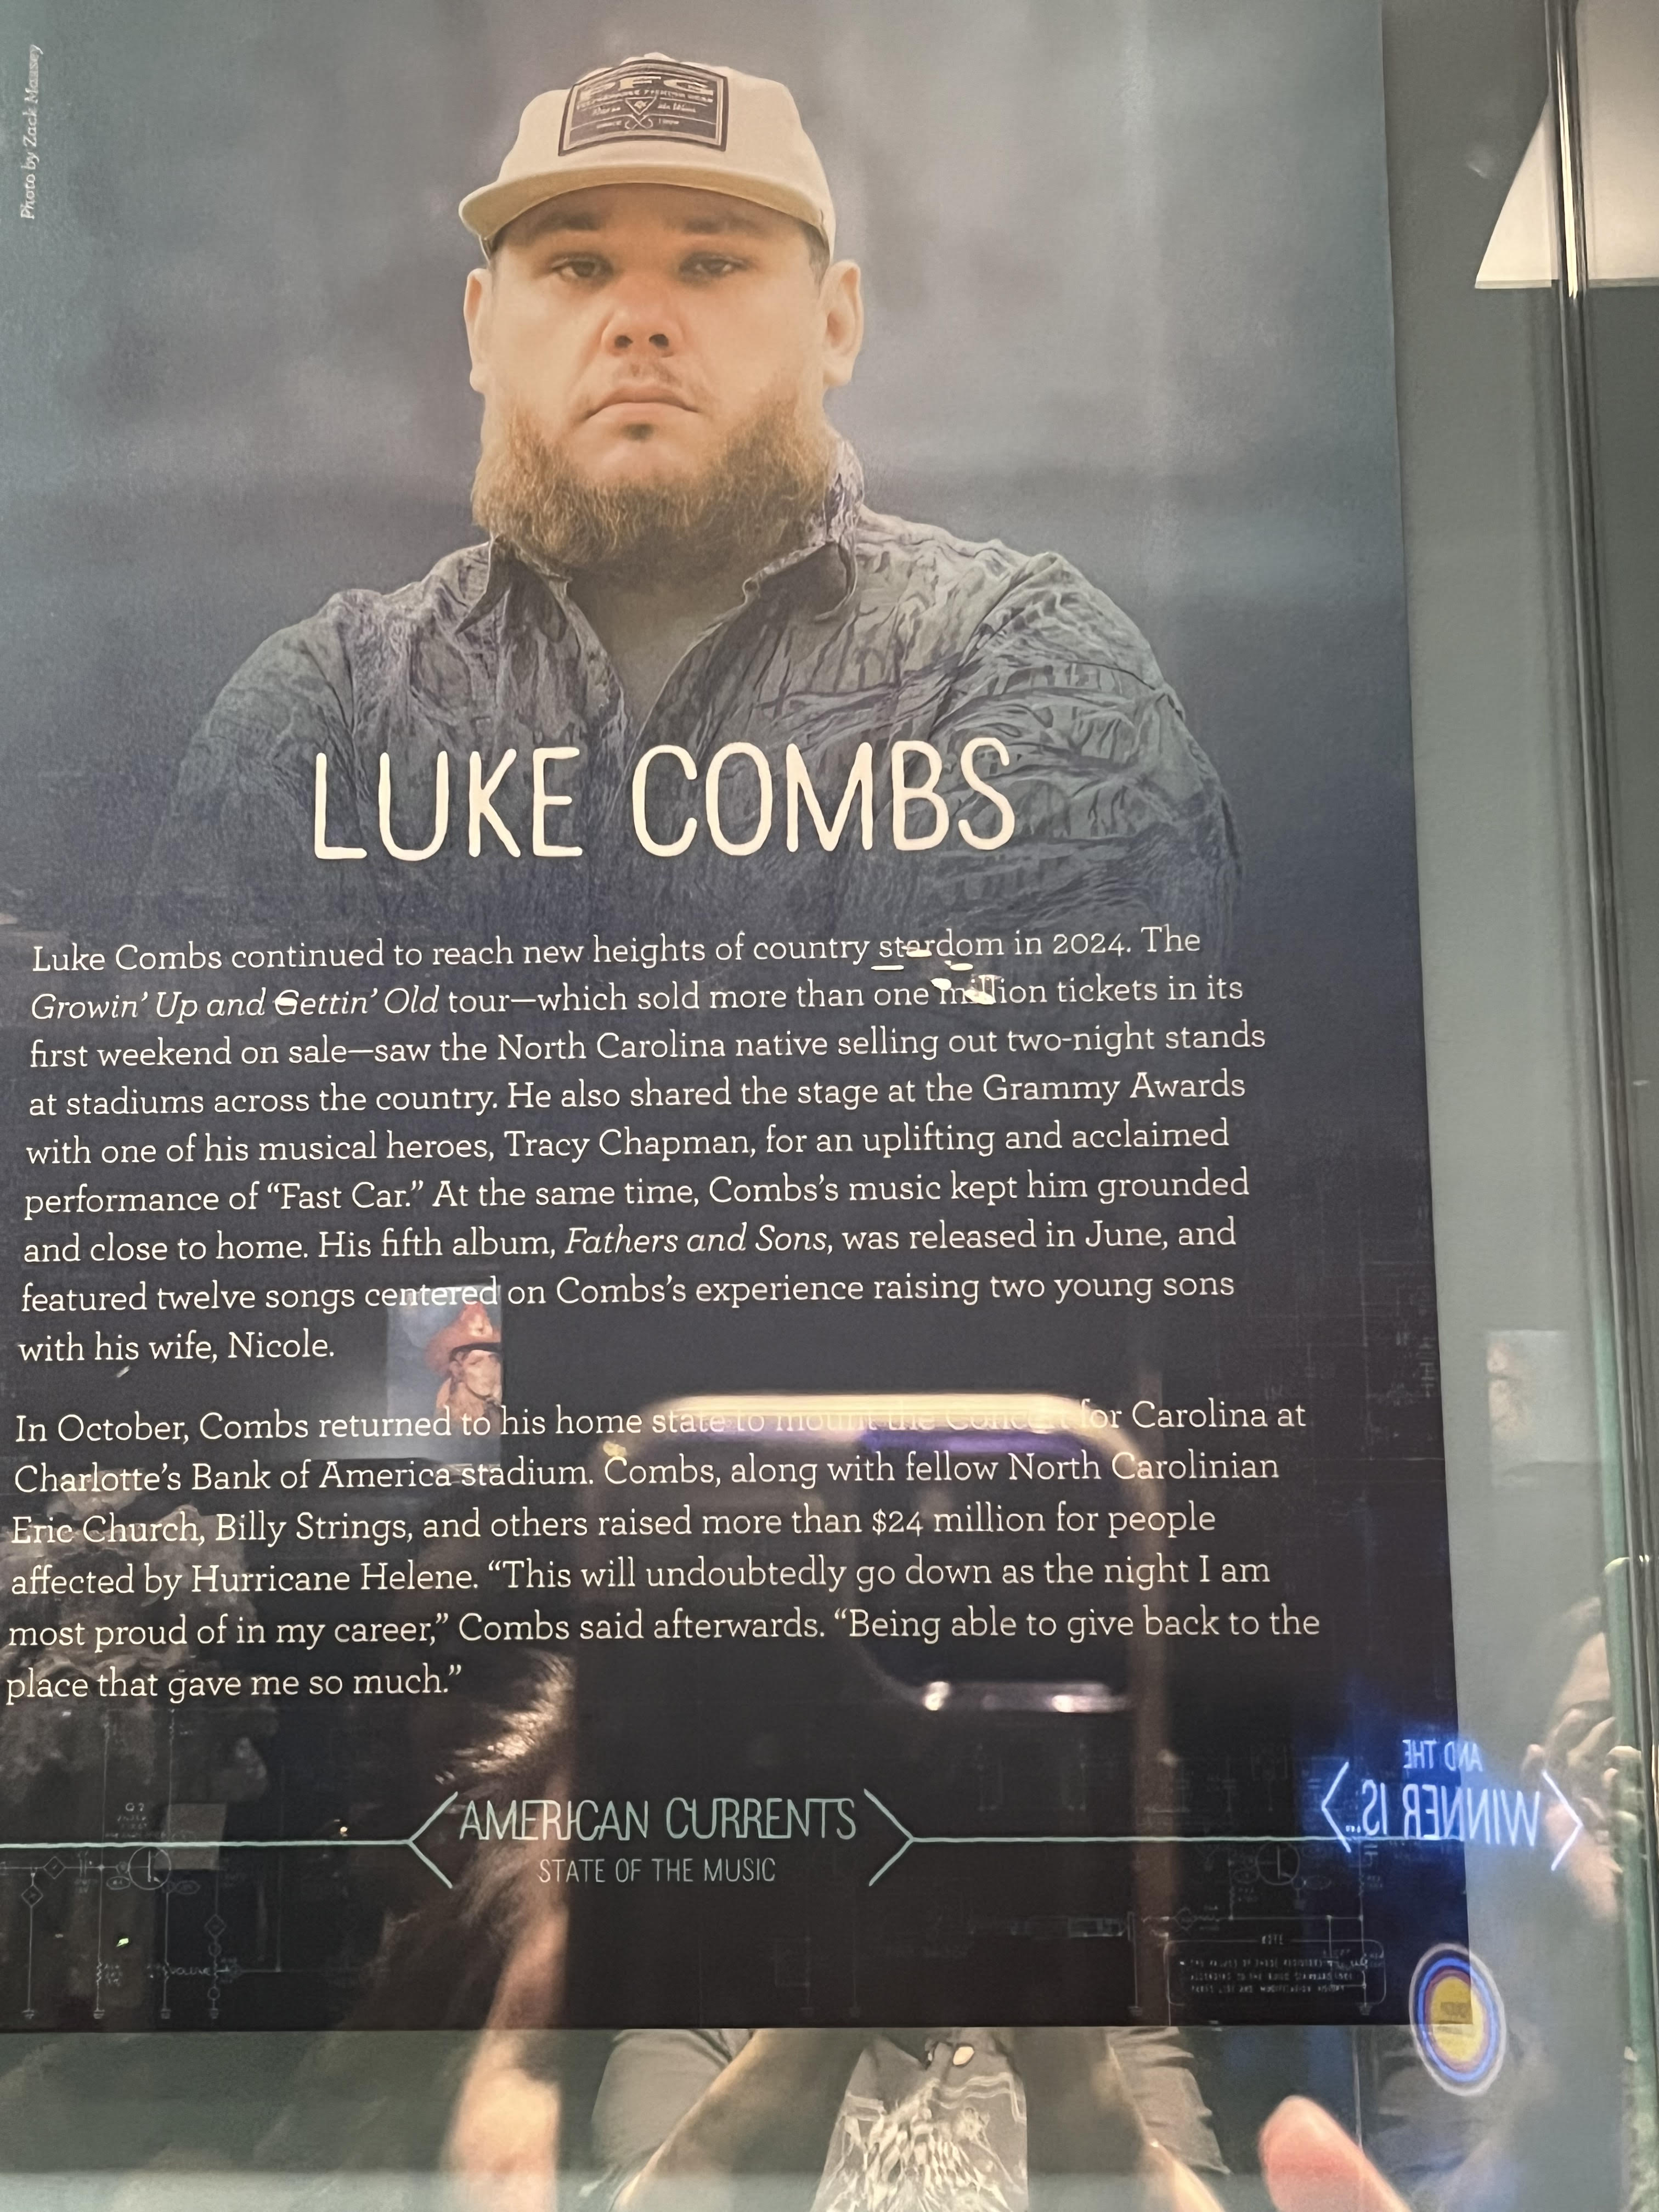 Photo by Zack Massey
PFG
LUKE COMBS
Luke Combs continued to reach new heights of country stardom in 2024. The
Growin’ Up and Gettin’ Old tour—which sold more than one million tickets in its
first weekend on sale—saw the North Carolina native selling out two-night stands
at stadiums across the country. He also shared the stage at the Grammy Awards
with one of his musical heroes, Tracy Chapman, for an uplifting and acclaimed
performance of “Fast Car.” At the same time, Combs’s music kept him grounded
and close to home. His fifth album, Fathers and Sons, was released in June, and
featured twelve songs centered on Combs’s experience raising two young sons
with his wife, Nicole.
In October, Combs returned to his home state to mount the Concert for Carolina at
Charlotte’s Bank of America stadium. Combs, along with fellow North Carolinian
Eric Church, Billy Strings, and others raised more than $24 million for people
affected by Hurricane Helene. “This will undoubtedly go down as the night I am
most proud of in my career,” Combs said afterwards. “Being able to give back to the
place that gave me so much.”
AND THE
WINNER IS...
AMERICAN CURRENTS
STATE OF THE MUSIC
VOLUME
NOTE